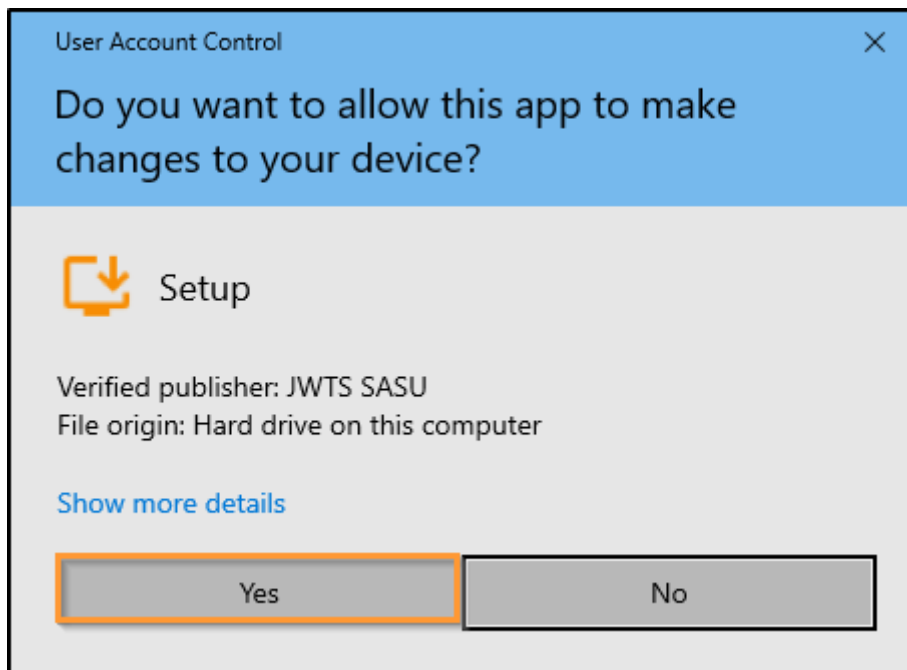 User Account Control
Do you want to allow this app to make
changes to your device?
Setup
Verified publisher: JWTS SASU
File origin: Hard drive on this computer
Show more details
Yes
No